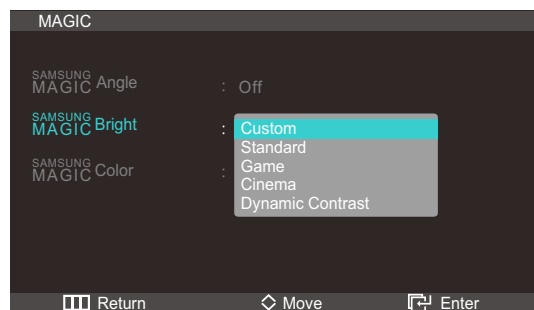 MAGIC
SAMSUNG MAGIC Angle : Off
SAMSUNG MAGIC Bright : Custom
Standard
Game
Cinema
Dynamic Contrast
SAMSUNG MAGIC Color :
Return Move Enter